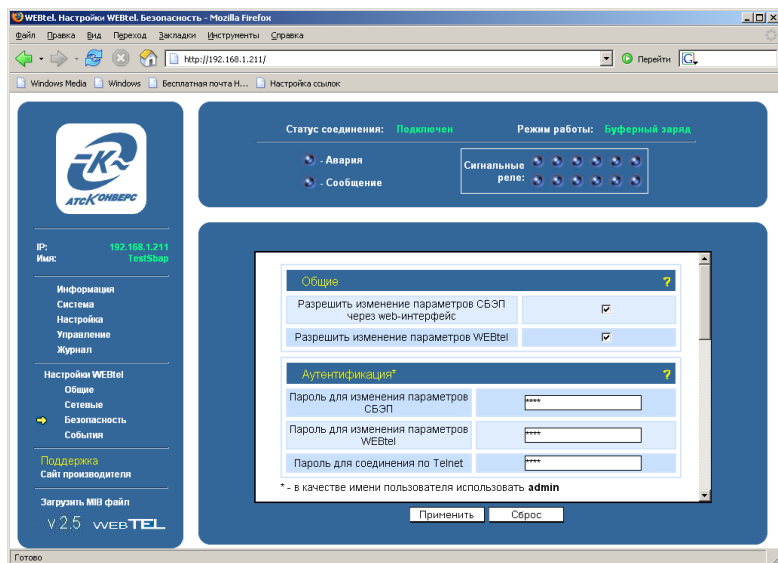 WEBtel. Настройки WEBtel. Безопасность - Mozilla Firefox
Файл Правка Вид Переход Закладки Инструменты Справка
http://192.168.1.211/ Перейти G
Windows Media Windows Бесплатная почта H... Настройка ссылок
Статус соединения: Подключен Режим работы: Буферный заряд
- Авария
- Сообщение
Сигнальные
реле:
АТСКОНВЕРС
IP: 192.168.1.211
Имя: TestSbap
Информация
Система
Настройка
Управление
Журнал
Настройки WEBtel
Общие
Сетевые
Безопасность
События
Поддержка
Сайт производителя
Загрузить MIB файл
v 2.5 WEBTEL
Общие ?
Разрешить изменение параметров СБЭП
через web-интерфейс
Разрешить изменение параметров WEBtel
Аутентификация* ?
Пароль для изменения параметров
СБЭП
****
Пароль для изменения параметров
WEBtel
****
Пароль для соединения по Telnet ****
* - в качестве имени пользователя использовать admin
Применить Сброс
Готово